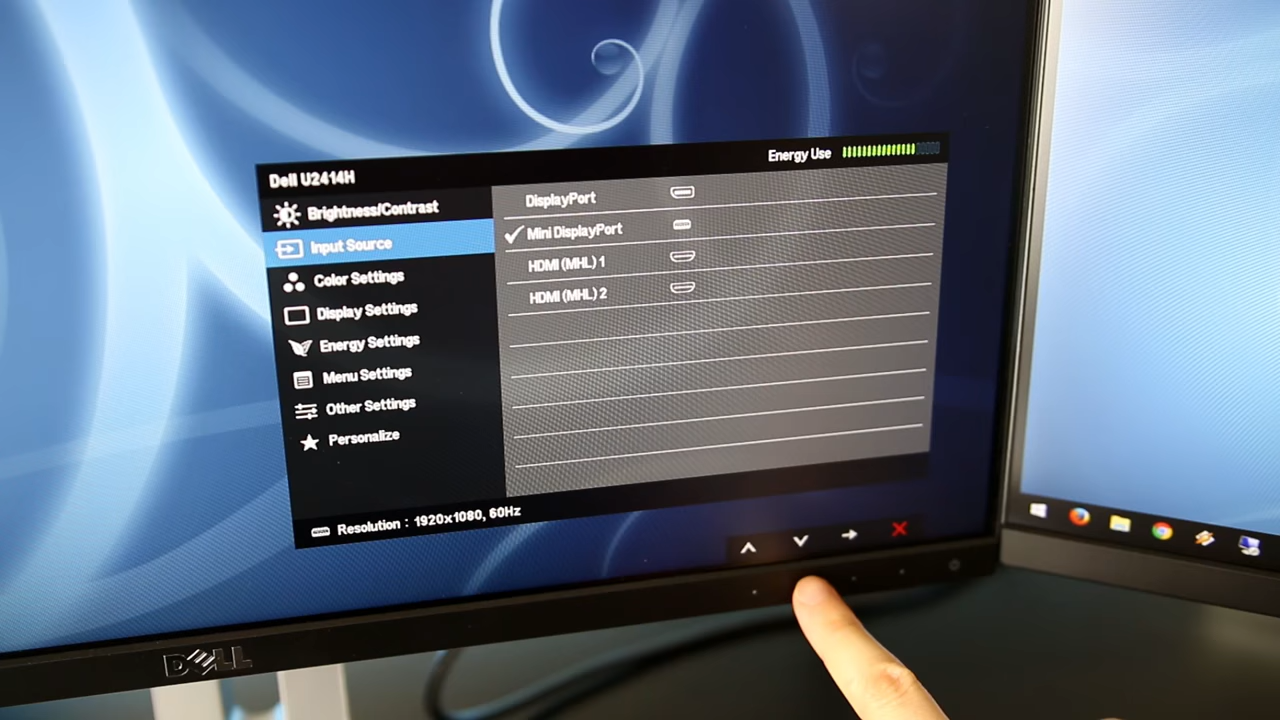 Energy Use
Dell U2414H
Brightness/Contrast
Input Source
Color Settings
Display Settings
Energy Settings
Menu Settings
Other Settings
Personalize
DisplayPort
Mini DisplayPort
HDMI (MHL) 1
HDMI (MHL) 2
Resolution : 1920x1080, 60Hz
DELL